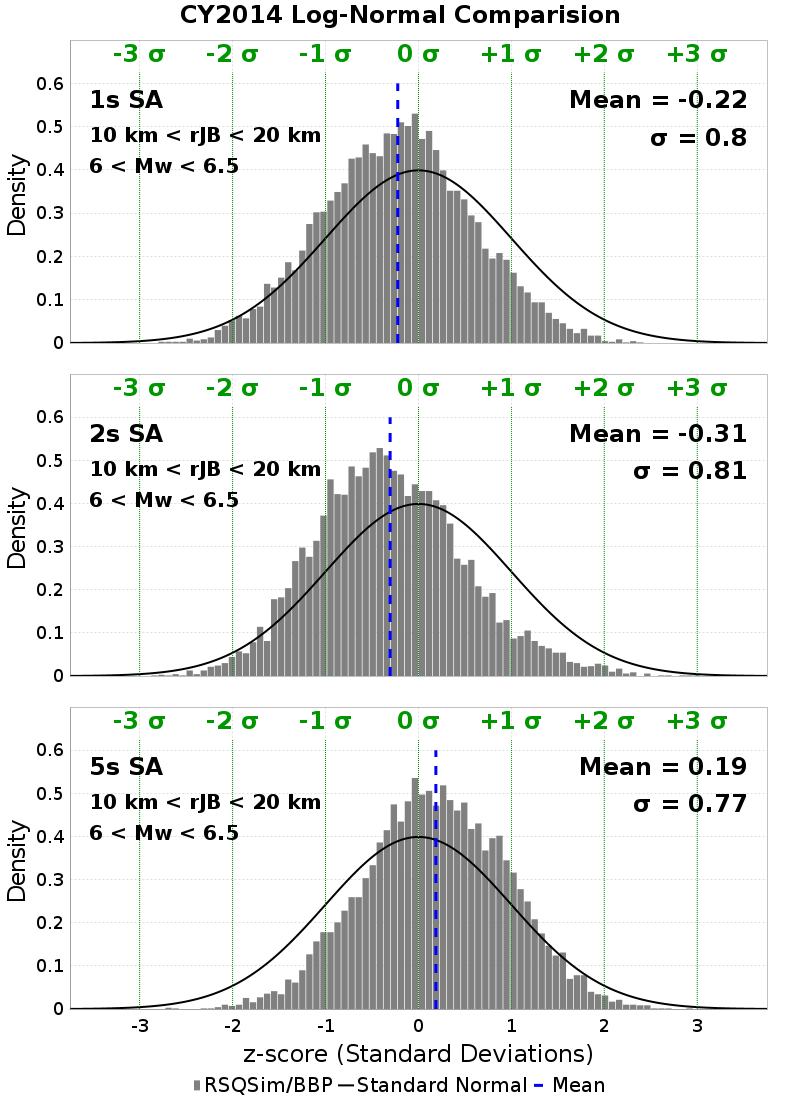 CY2014 Log-Normal Comparision
-3 σ -2 σ -1 σ 0 σ +1 σ +2 σ +3 σ
1s SA
10 km < rJB < 20 km
6 < Mw < 6.5
Mean = -0.22
σ = 0.8
Density
0.6
0.5
0.4
0.3
0.2
0.1
0
-3 σ -2 σ -1 σ 0 σ +1 σ +2 σ +3 σ
2s SA
10 km < rJB < 20 km
6 < Mw < 6.5
Mean = -0.31
σ = 0.81
Density
0.6
0.5
0.4
0.3
0.2
0.1
0
-3 σ -2 σ -1 σ 0 σ +1 σ +2 σ +3 σ
5s SA
10 km < rJB < 20 km
6 < Mw < 6.5
Mean = 0.19
σ = 0.77
Density
0.6
0.5
0.4
0.3
0.2
0.1
0
-3 -2 -1 0 1 2 3
z-score (Standard Deviations)
RSQSim/BBP Standard Normal Mean